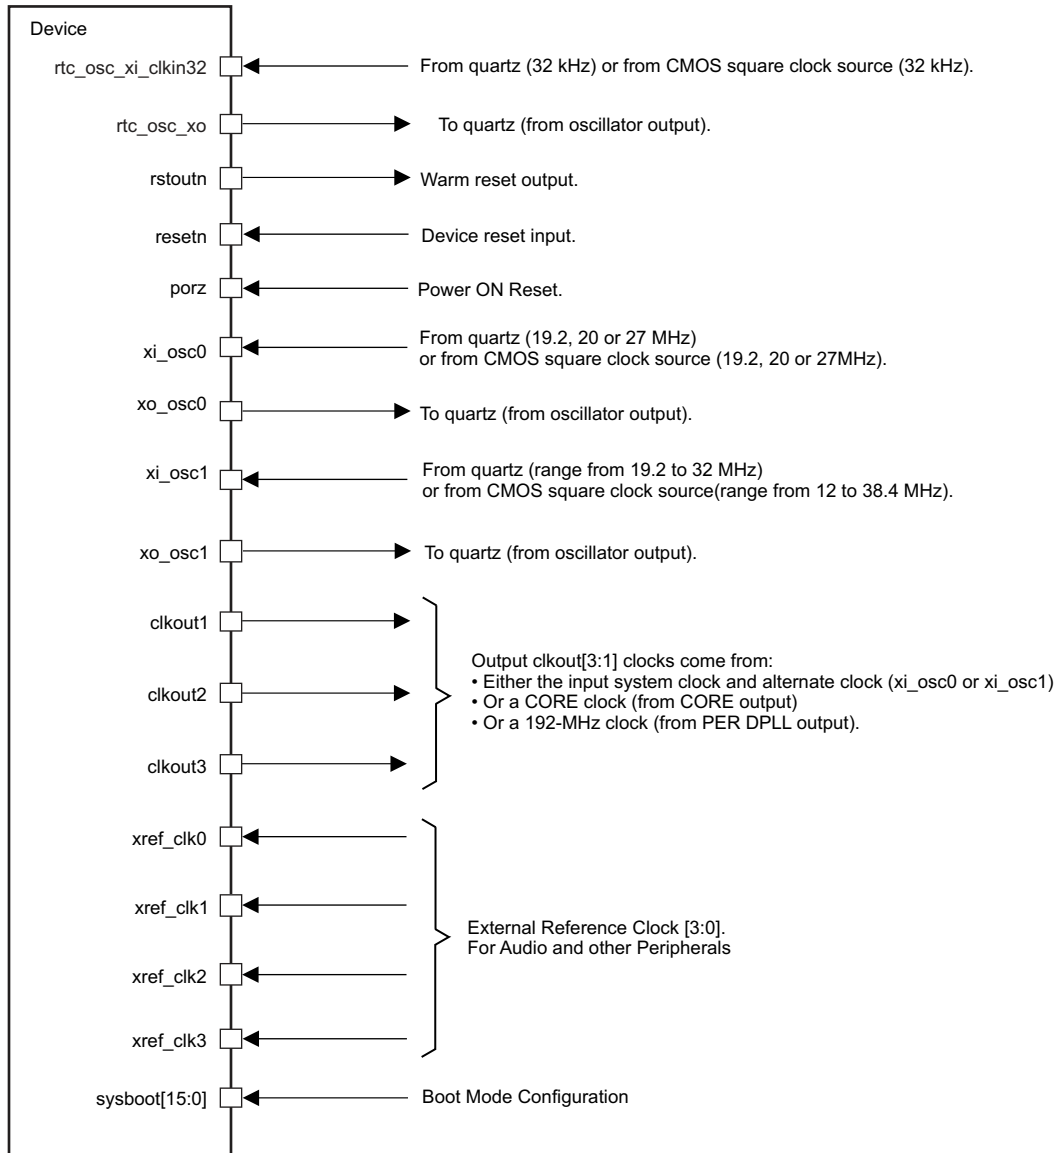 Device
rtc_osc_xi_clkin32
From quartz (32 kHz) or from CMOS square clock source (32 kHz).
rtc_osc_xo
To quartz (from oscillator output).
rstoutn
Warm reset output.
resetn
Device reset input.
porz
Power ON Reset.
xi_osc0
From quartz (19.2, 20 or 27 MHz)
or from CMOS square clock source (19.2, 20 or 27MHz).
xo_osc0
To quartz (from oscillator output).
xi_osc1
From quartz (range from 19.2 to 32 MHz)
or from CMOS square clock source(range from 12 to 38.4 MHz).
xo_osc1
To quartz (from oscillator output).
clkout1
clkout2
clkout3
Output clkout[3:1] clocks come from:
• Either the input system clock and alternate clock (xi_osc0 or xi_osc1)
• Or a CORE clock (from CORE output)
• Or a 192-MHz clock (from PER DPLL output).
xref_clk0
xref_clk1
xref_clk2
xref_clk3
External Reference Clock [3:0].
For Audio and other Peripherals
sysboot[15:0]
Boot Mode Configuration